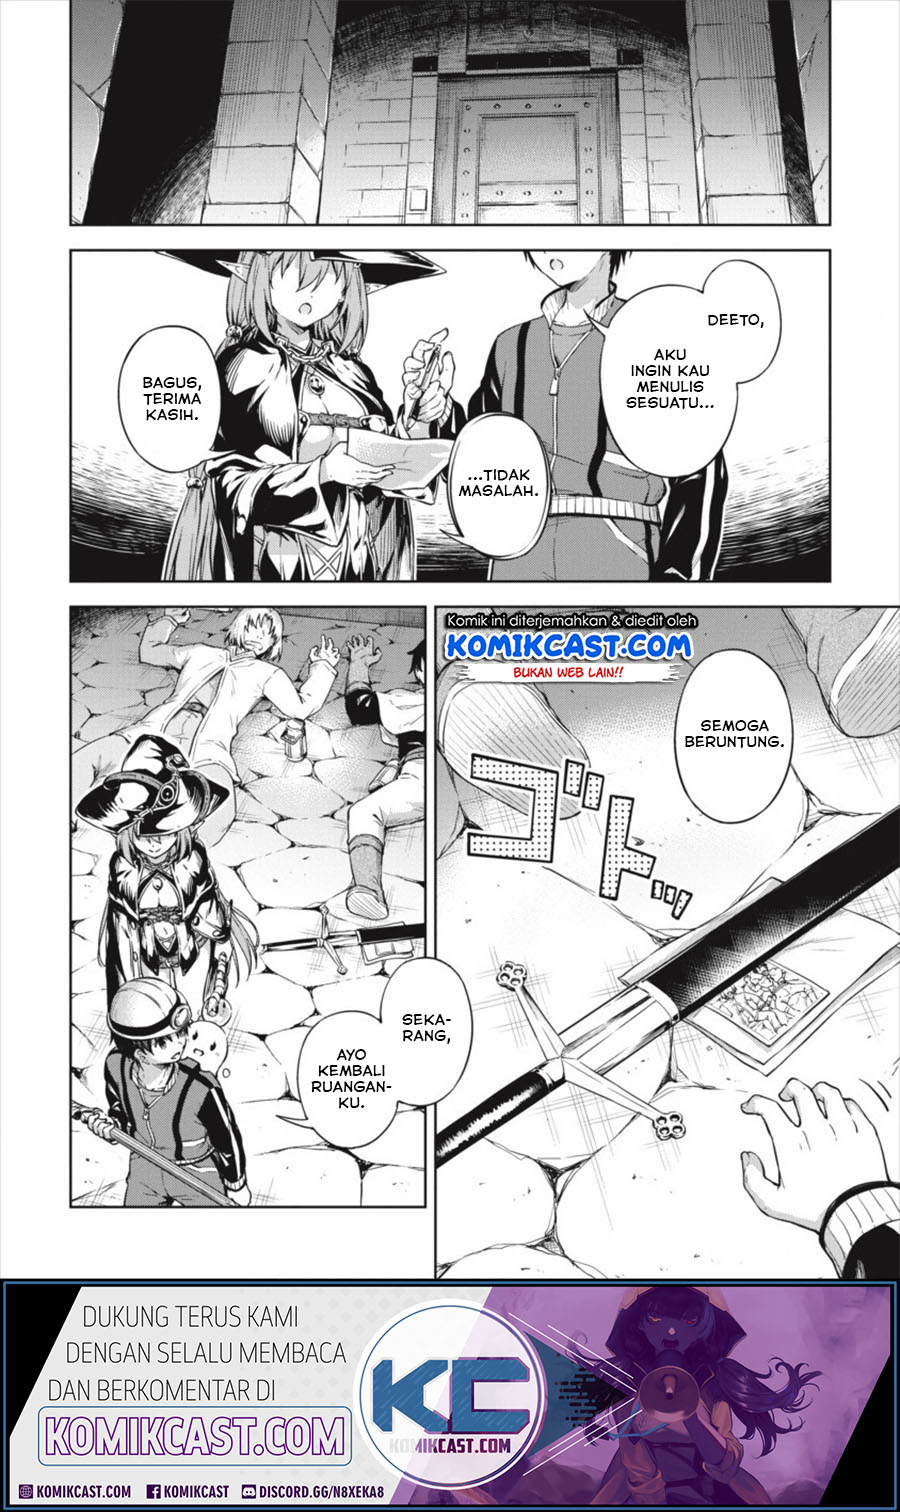 DEETO,
AKU
INGIN KAU
MENULIS
SESUATU...
...TIDAK
MASALAH.
BAGUS,
TERIMA
KASIH.
Komik ini diterjemahkan & diedit oleh
KOMIKCAST.COM
BUKAN WEB LAIN!!
SEMOGA
BERUNTUNG.
ゴトッ
SEKA-
RANG,
AYO
KEMBALI
RUANGAN-
KU.
DUKUNG TERUS KAMI
DENGAN SELALU MEMBACA
DAN BERKOMENTAR DI
KOMIKCAST.COM
KC
KOMIKCAST.COM
KOMIKCAST.COM
KOMIKCAST
DISCORD.GG/N8XEKA8